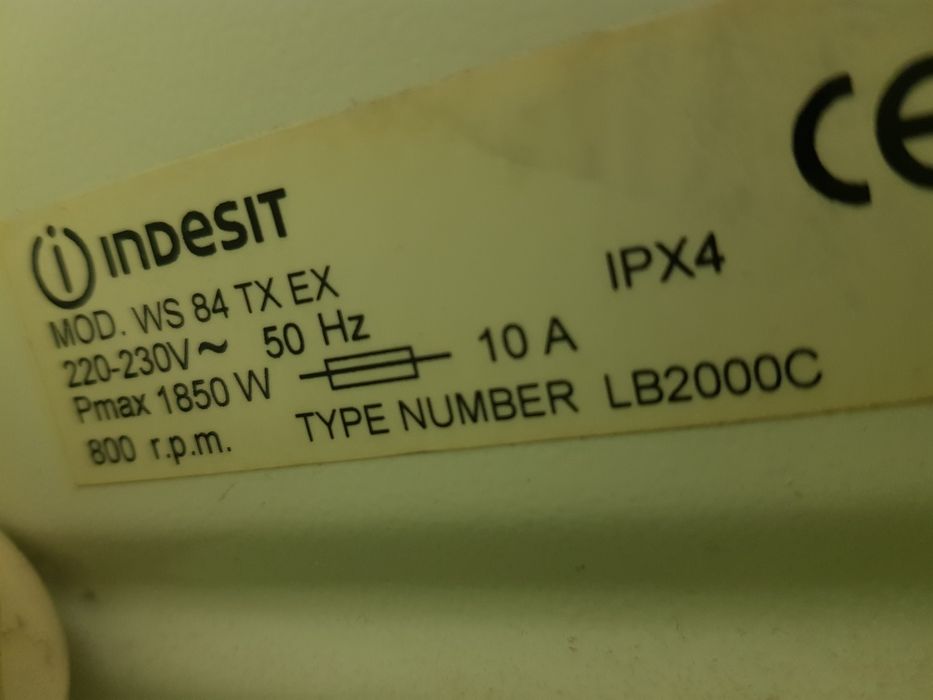 INDESIT
MOD. WS 84 TX EX
IPX4
220-230V~ 50 Hz
Pmax 1850 W 10 A
800 r.p.m. TYPE NUMBER LB2000C
CE